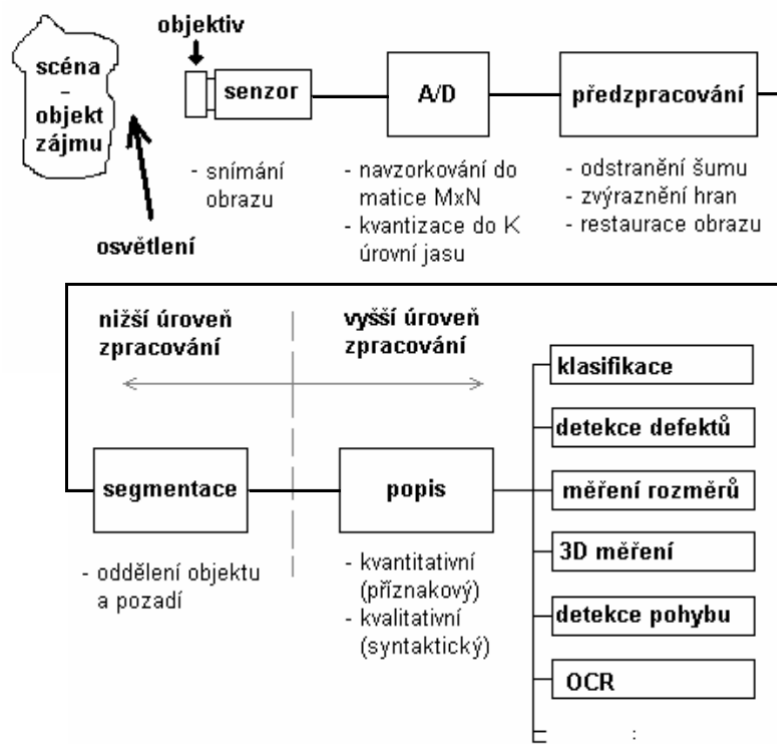 objektiv
scéna
–
objekt
zájmu
senzor
A/D
předzpracování
- snímání
obrazu
- navzorkování do
matice MxN
- kvantizace do K
úrovní jasu
- odstranění šumu
- zvýraznění hran
- restaurace obrazu
osvětlení
nižší úroveň
zpracování
vyšší úroveň
zpracování
segmentace
popis
- oddělení objektu
a pozadí
- kvantitativní
(příznakový)
- kvalitativní
(syntaktický)
klasifikace
detekce defektů
měření rozměrů
3D měření
detekce pohybu
OCR
: